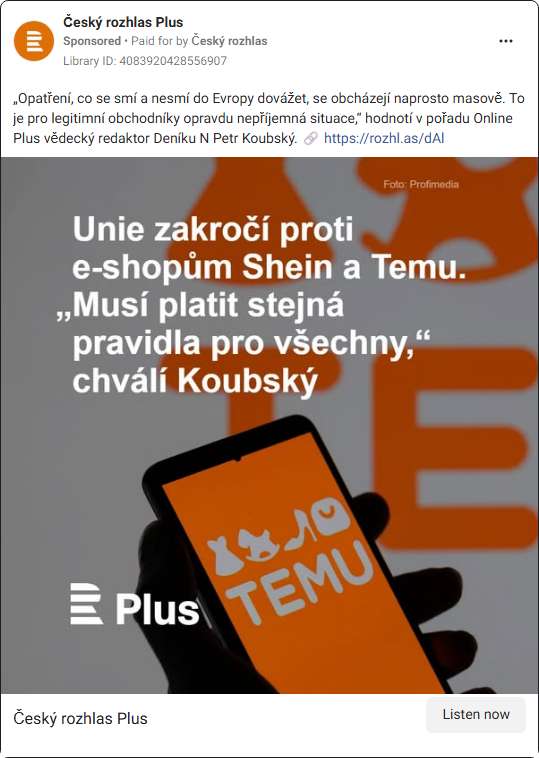 Český rozhlas Plus
Sponsored • Paid for by Český rozhlas
Library ID: 4083920428556907
„Opatření, co se smí a nesmí do Evropy dovážet, se obcházejí naprosto masově. To
je pro legitimní obchodníky opravdu nepříjemná situace,“ hodnotí v pořadu Online
Plus vědecký redaktor Deníku N Petr Koubský. 🔗 https://rozhl.as/dAl
Foto: Profimedia
Unie zakročí proti
e-shopům Shein a Temu.
„Musí platit stejná
pravidla pro všechny,“
chválí Koubský
TE
TEMU
Plus
Český rozhlas Plus
Listen now